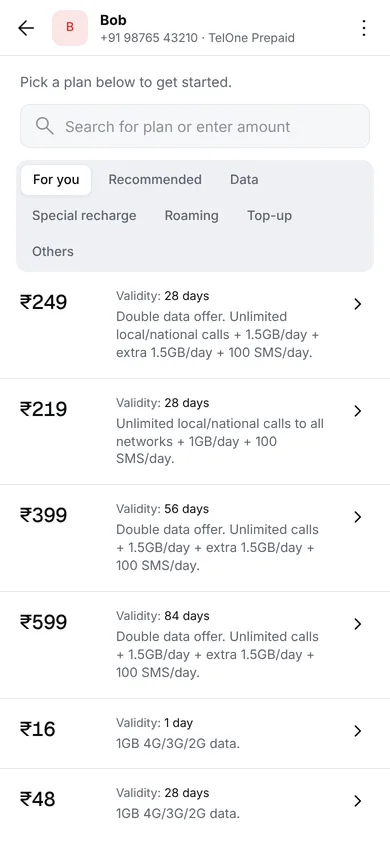 B
Bob
+91 98765 43210 · TelOne Prepaid
Pick a plan below to get started.
Search for plan or enter amount
For you Recommended Data
Special recharge Roaming Top-up
Others
₹249
Validity: 28 days
Double data offer. Unlimited
local/national calls + 1.5GB/day +
extra 1.5GB/day + 100 SMS/day.
₹219
Validity: 28 days
Unlimited local/national calls to all
networks + 1GB/day + 100
SMS/day.
₹399
Validity: 56 days
Double data offer. Unlimited calls
+ 1.5GB/day + extra 1.5GB/day +
100 SMS/day.
₹599
Validity: 84 days
Double data offer. Unlimited calls
+ 1.5GB/day + extra 1.5GB/day +
100 SMS/day.
₹16
Validity: 1 day
1GB 4G/3G/2G data.
₹48
Validity: 28 days
1GB 4G/3G/2G data.